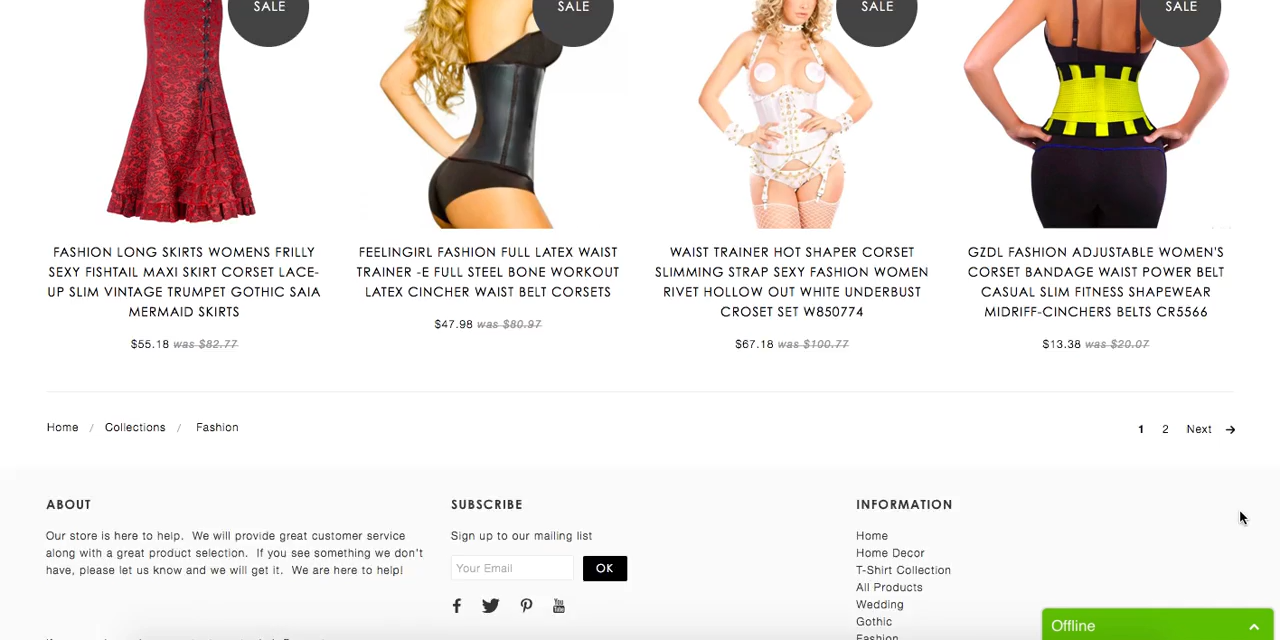 SALE
SALE
SALE
SALE
FASHION LONG SKIRTS WOMENS FRILLY
SEXY FISHTAIL MAXI SKIRT CORSET LACE-
UP SLIM VINTAGE TRUMPET GOTHIC SAIA
MERMAID SKIRTS
$55.18 was $82.77
FEELINGIRL FASHION FULL LATEX WAIST
TRAINER -E FULL STEEL BONE WORKOUT
LATEX CINCHER WAIST BELT CORSETS
$47.98 was $80.97
WAIST TRAINER HOT SHAPER CORSET
SLIMMING STRAP SEXY FASHION WOMEN
RIVET HOLLOW OUT WHITE UNDERBUST
CROSET SET W850774
$67.18 was $100.77
GZDL FASHION ADJUSTABLE WOMEN'S
CORSET BANDAGE WAIST POWER BELT
CASUAL SLIM FITNESS SHAPEWEAR
MIDRIFF-CINCHERS BELTS CR5566
$13.38 was $20.07
Home / Collections / Fashion
1 2 Next →
ABOUT
Our store is here to help. We will provide great customer service
along with a great product selection. If you see something we don't
have, please let us know and we will get it. We are here to help!
SUBSCRIBE
Sign up to our mailing list
Your Email
OK
You Tube
INFORMATION
Home
Home Decor
T-Shirt Collection
All Products
Wedding
Gothic
Fashion
Offline